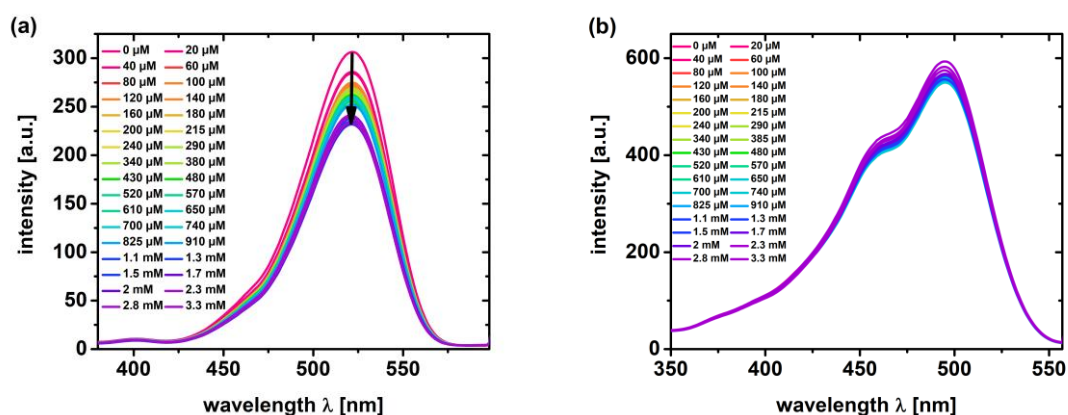 (a)
intensity [a.u.]
300
250
200
150
100
50
0
0 µM 20 µM
40 µM 60 µM
80 µM 100 µM
120 µM 140 µM
160 µM 180 µM
200 µM 215 µM
240 µM 290 µM
340 µM 380 µM
430 µM 480 µM
520 µM 570 µM
610 µM 650 µM
700 µM 740 µM
825 µM 910 µM
1.1 mM 1.3 mM
1.5 mM 1.7 mM
2 mM 2.3 mM
2.8 mM 3.3 mM
400 450 500 550
wavelength λ [nm]
(b)
intensity [a.u.]
600
400
200
0
0 µM 20 µM
40 µM 60 µM
80 µM 100 µM
120 µM 140 µM
160 µM 180 µM
200 µM 215 µM
240 µM 290 µM
340 µM 385 µM
430 µM 480 µM
520 µM 570 µM
610 µM 650 µM
700 µM 740 µM
825 µM 910 µM
1.1 mM 1.3 mM
1.5 mM 1.7 mM
2 mM 2.3 mM
2.8 mM 3.3 mM
350 400 450 500 550
wavelength λ [nm]